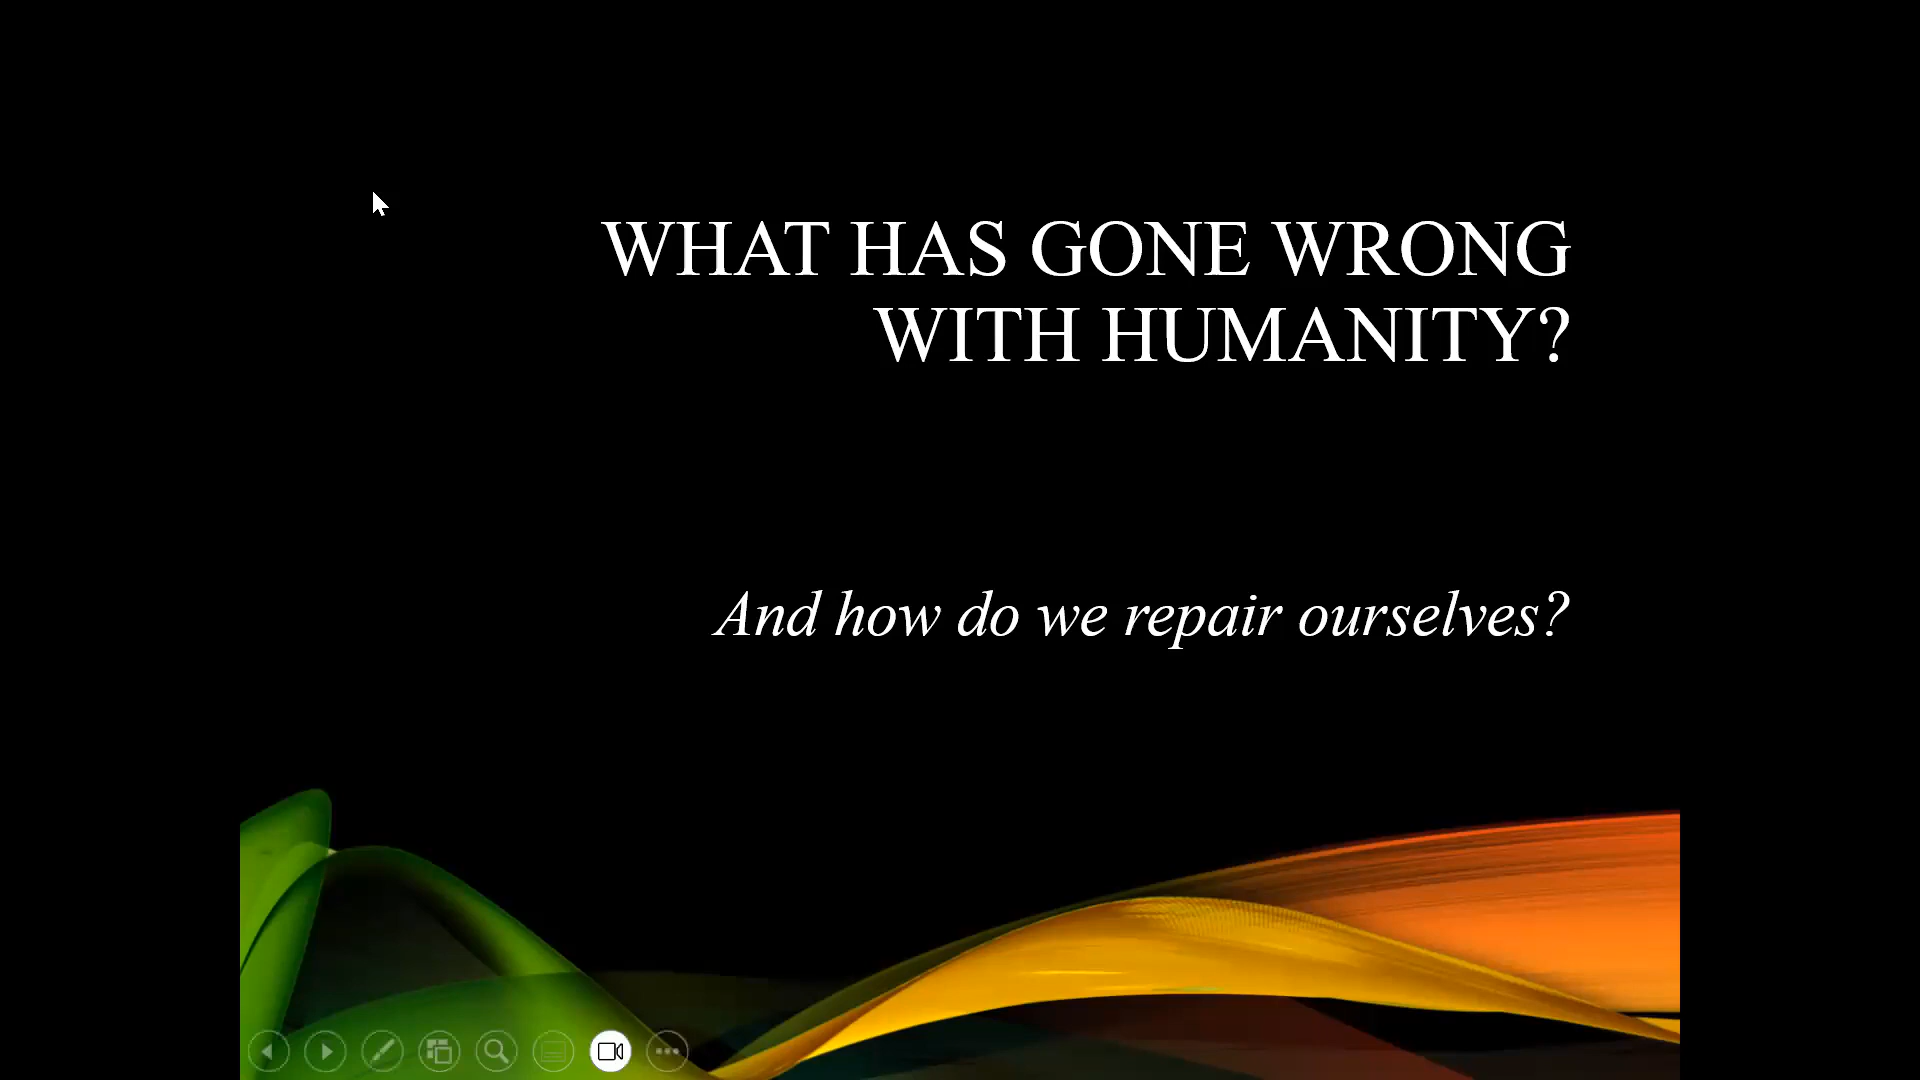 WHAT HAS GONE WRONG
WITH HUMANITY?
And how do we repair ourselves?